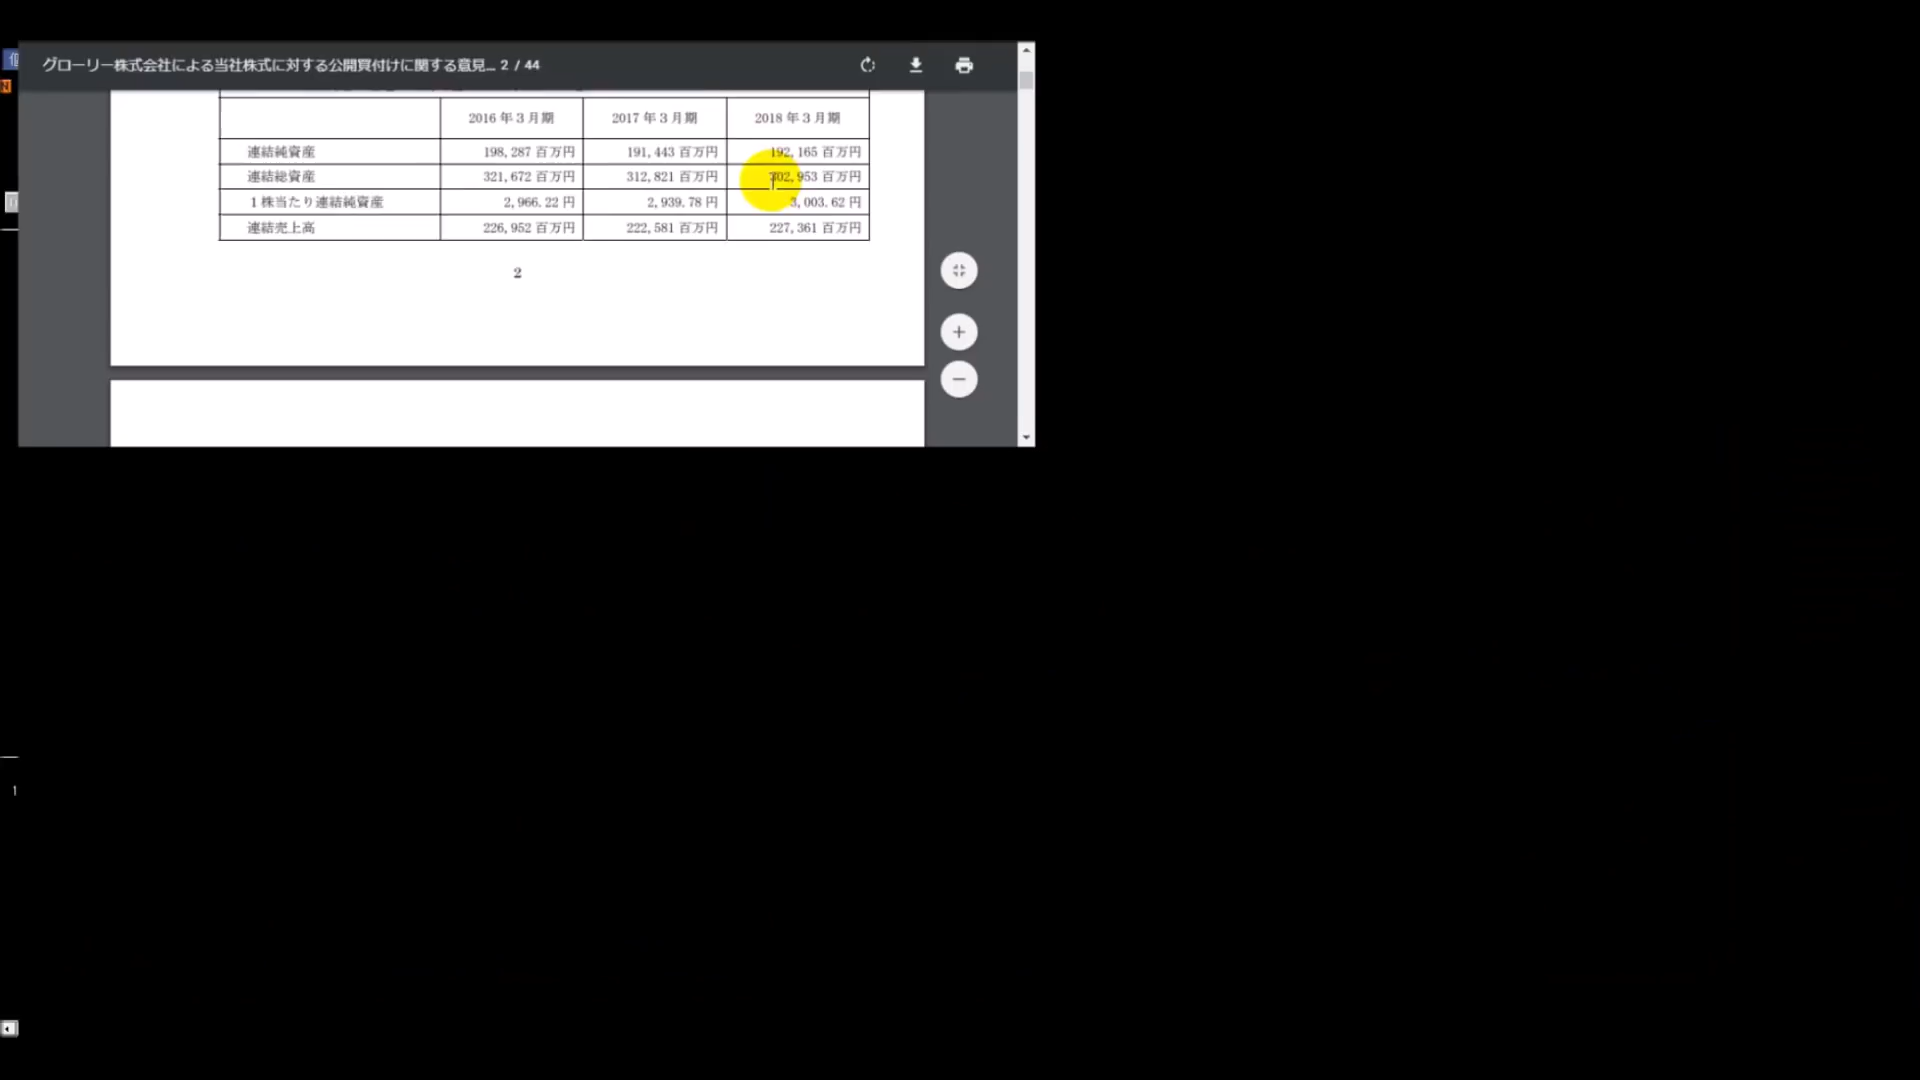 グローリー株式会社による当社株式に対する公開買付けに関する意見... 2 / 44
2016 年 3 月期 2017 年 3 月期 2018 年 3 月期
連結純資産 198, 287 百万円 191, 443 百万円 192, 165 百万円
連結総資産 321, 672 百万円 312, 821 百万円 302, 953 百万円
1 株当たり連結純資産 2, 966. 22 円 2, 939. 78 円 3, 003. 62 円
連結売上高 226, 952 百万円 222, 581 百万円 227, 361 百万円
2
1